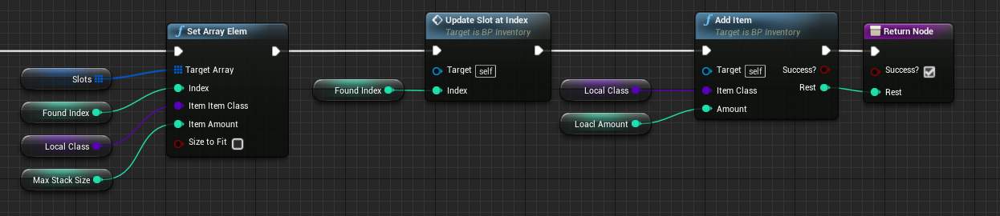 Set Array Elem
Slots
Target Array
Index
Found Index
Item Item Class
Item Amount
Local Class
Size to Fit
Max Stack Size
Update Slot at Index
Target is BP Inventory
Target self
Found Index
Index
Add Item
Target is BP Inventory
Target self
Success?
Local Class
Item Class
Rest
Loacl Amount
Amount
Return Node
Success?
Rest